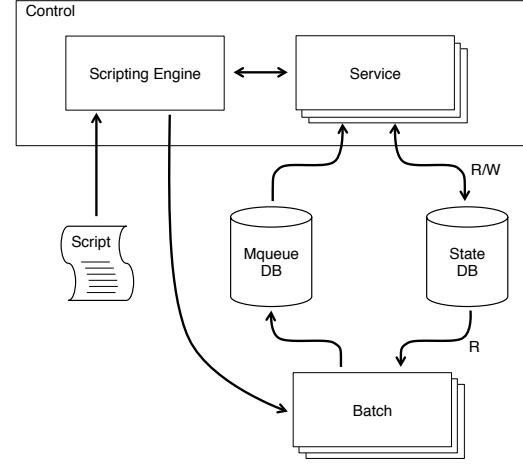 Control
Scripting Engine
Service
R/W
Script
Mqueue
DB
State
DB
R
Batch